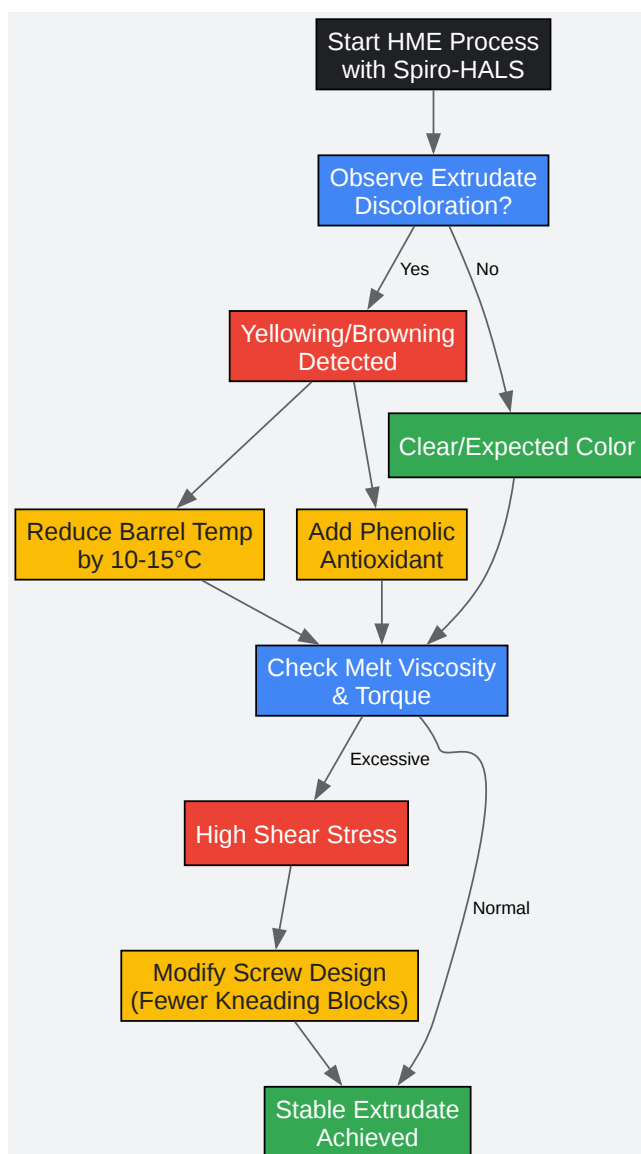 Start HME Process
with Spiro-HALS
Observe Extrudate
Discoloration?
Yes
No
Yellowing/Browning
Detected
Clear/Expected Color
Reduce Barrel Temp
by 10-15°C
Add Phenolic
Antioxidant
Check Melt Viscosity
& Torque
Excessive
High Shear Stress
Normal
Modify Screw Design
(Fewer Kneading Blocks)
Stable Extrudate
Achieved